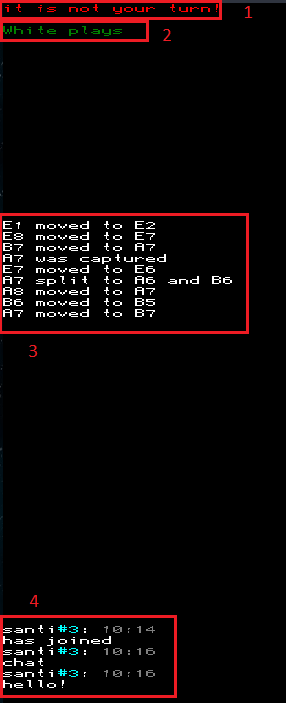 it is not your turn!
1
White plays
2
E1 moved to E2
E8 moved to E7
B7 moved to A7
A7 was captured
E7 moved to E6
A7 split to A6 and B6
A8 moved to A7
B6 moved to B5
A7 moved to B7
3
4
santi#3: 10:14
has joined
santi#3: 10:16
chat
santi#3: 10:16
hello!